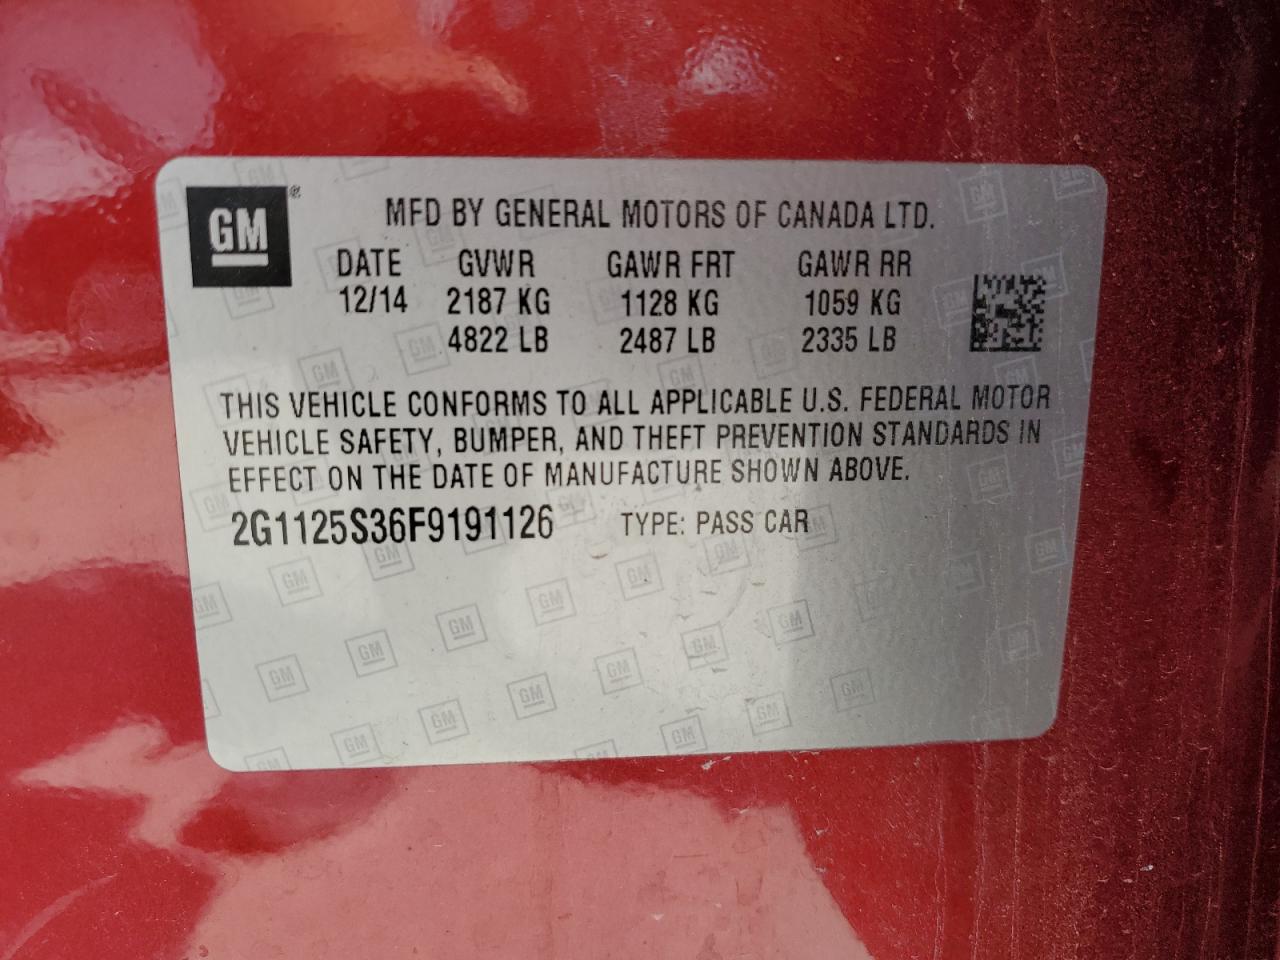 GM®
MFD BY GENERAL MOTORS OF CANADA LTD.
DATE GVWR GAWR FRT GAWR RR
12/14 2187 KG 1128 KG 1059 KG
4822 LB 2487 LB 2335 LB
THIS VEHICLE CONFORMS TO ALL APPLICABLE U.S. FEDERAL MOTOR
VEHICLE SAFETY, BUMPER, AND THEFT PREVENTION STANDARDS IN
EFFECT ON THE DATE OF MANUFACTURE SHOWN ABOVE.
2G1125S36F9191126 TYPE: PASS CAR